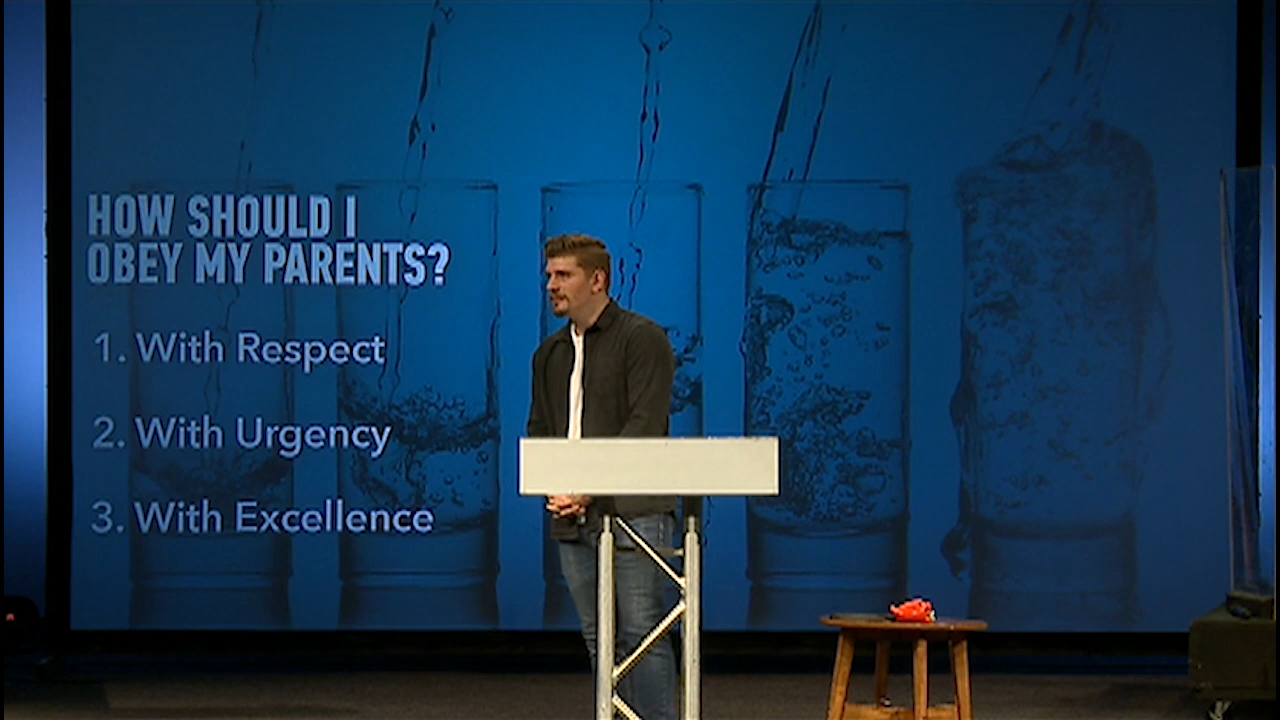 HOW SHOULD I
OBEY MY PARENTS?
1. With Respect
2. With Urgency
3. With Excellence